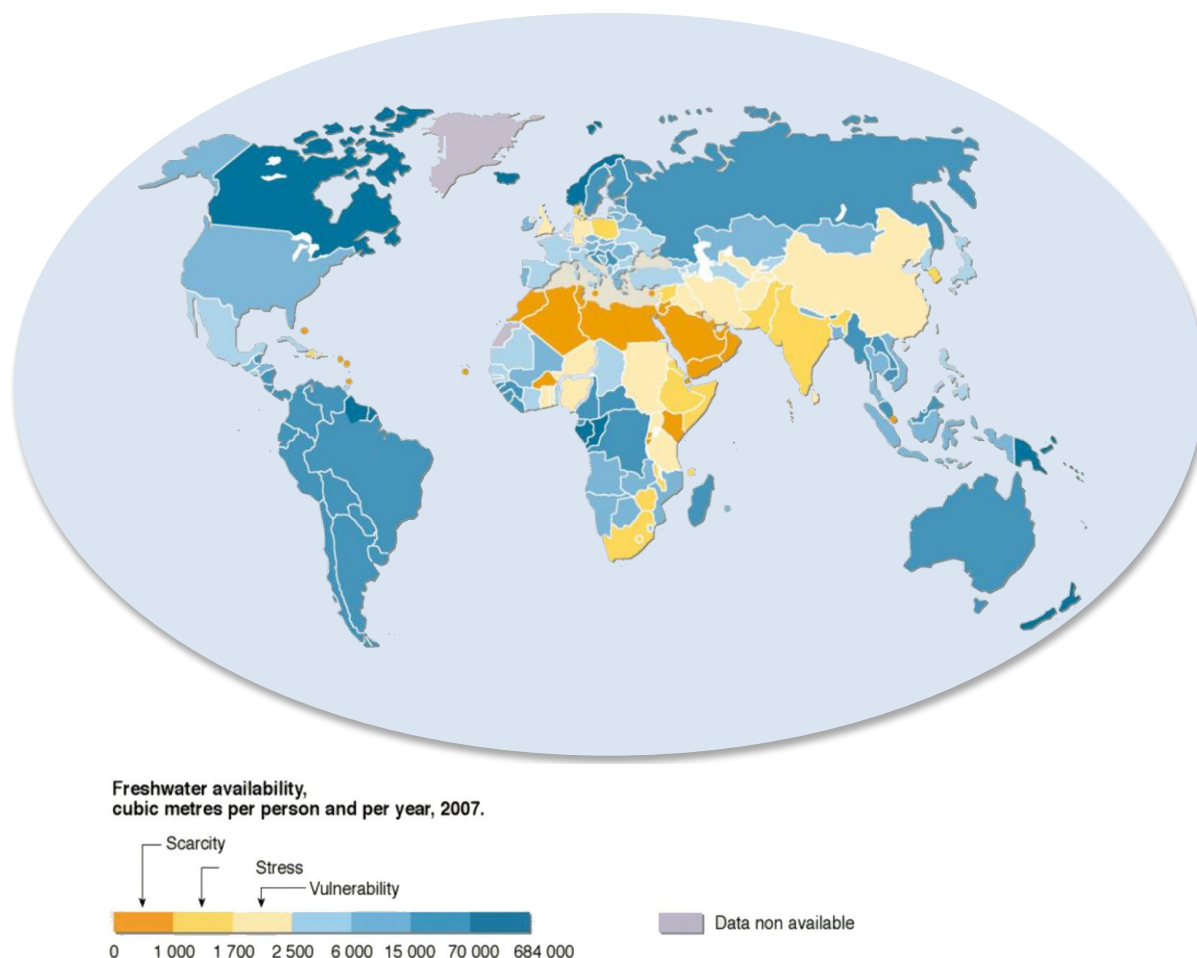 Freshwater availability,
cubic metres per person and per year, 2007.
Scarcity
Stress
Vulnerability
0 1 000 1 700 2 500 6 000 15 000 70 000 684 000
Data non available